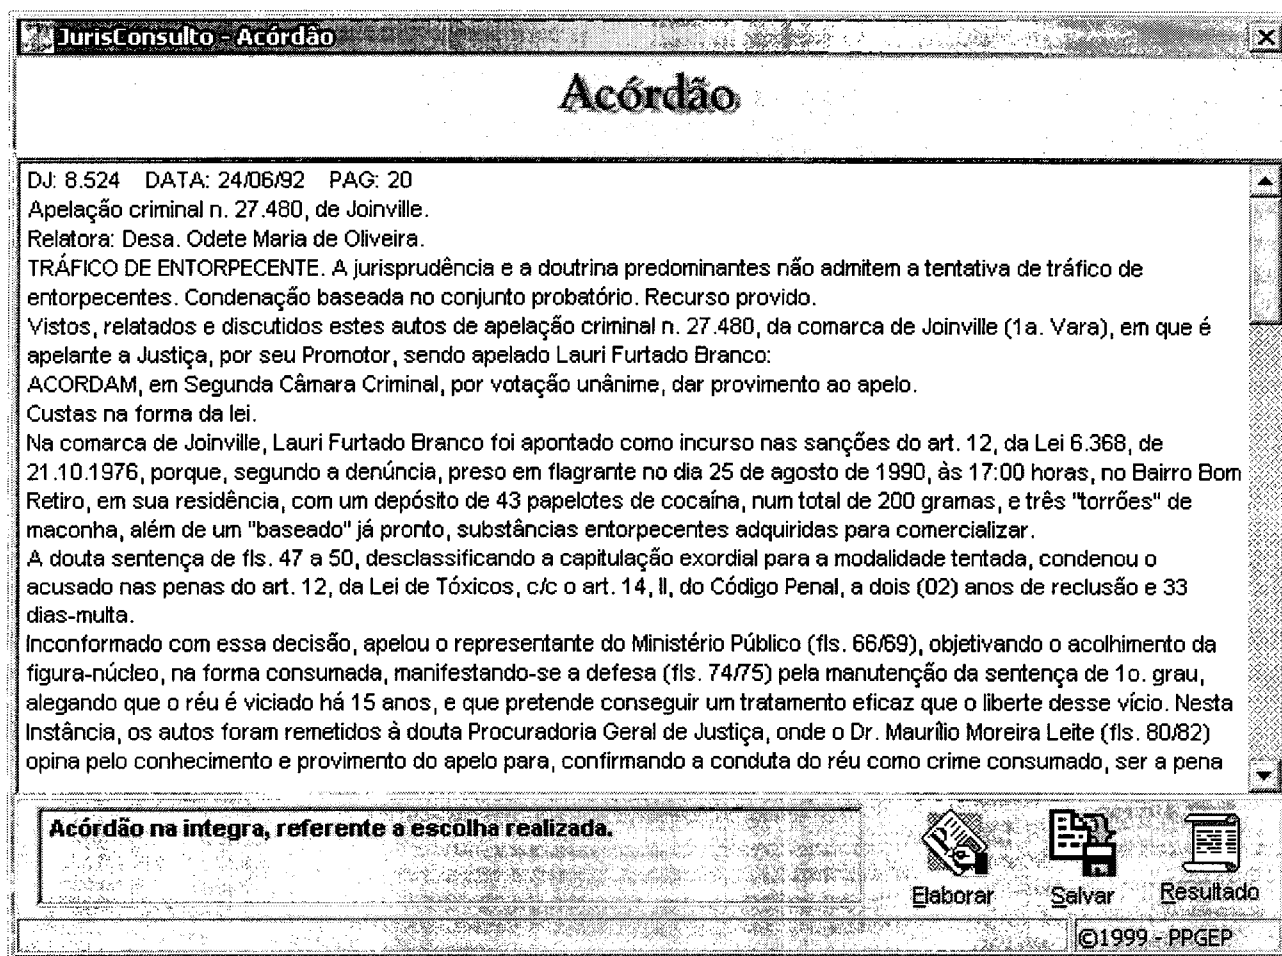 JurisConsulto - Acórdão
Acórdão
DJ: 8.524 DATA: 24/06/92 PAG: 20
Apelação criminal n. 27.480, de Joinville.
Relatora: Desa. Odete Maria de Oliveira.
TRÁFICO DE ENTORPECENTE. A jurisprudência e a doutrina predominantes não admitem a tentativa de tráfico de
entorpecentes. Condenação baseada no conjunto probatório. Recurso provido.
Vistos, relatados e discutidos estes autos de apelação criminal n. 27.480, da comarca de Joinville (1a. Vara), em que é
apelante a Justiça, por seu Promotor, sendo apelado Lauri Furtado Branco:
ACORDAM, em Segunda Câmara Criminal, por votação unânime, dar provimento ao apelo.
Custas na forma da lei.
Na comarca de Joinville, Lauri Furtado Branco foi apontado como incurso nas sanções do art. 12, da Lei 6.368, de
21.10.1976, porque, segundo a denúncia, preso em flagrante no dia 25 de agosto de 1990, às 17:00 horas, no Bairro Bom
Retiro, em sua residência, com um depósito de 43 papelotes de cocaína, num total de 200 gramas, e três "torrões" de
maconha, além de um "baseado" já pronto, substâncias entorpecentes adquiridas para comercializar.
A douta sentença de fls. 47 a 50, desclassificando a capitulação exordial para a modalidade tentada, condenou o
acusado nas penas do art. 12, da Lei de Tóxicos, c/c o art. 14, II, do Código Penal, a dois (02) anos de reclusão e 33
dias-multa.
Inconformado com essa decisão, apelou o representante do Ministério Público (fls. 66/69), objetivando o acolhimento da
figura-núcleo, na forma consumada, manifestando-se a defesa (fls. 74/75) pela manutenção da sentença de 1o. grau,
alegando que o réu é viciado há 15 anos, e que pretende conseguir um tratamento eficaz que o liberte desse vício. Nesta
Instância, os autos foram remetidos à douta Procuradoria Geral de Justiça, onde o Dr. Maurílio Moreira Leite (fls. 80/82)
opina pelo conhecimento e provimento do apelo para, confirmando a conduta do réu como crime consumado, ser a pena
Acórdão na integra, referente a escolha realizada.
Elaborar
Salvar
Resultado
©1999 - PPGEP